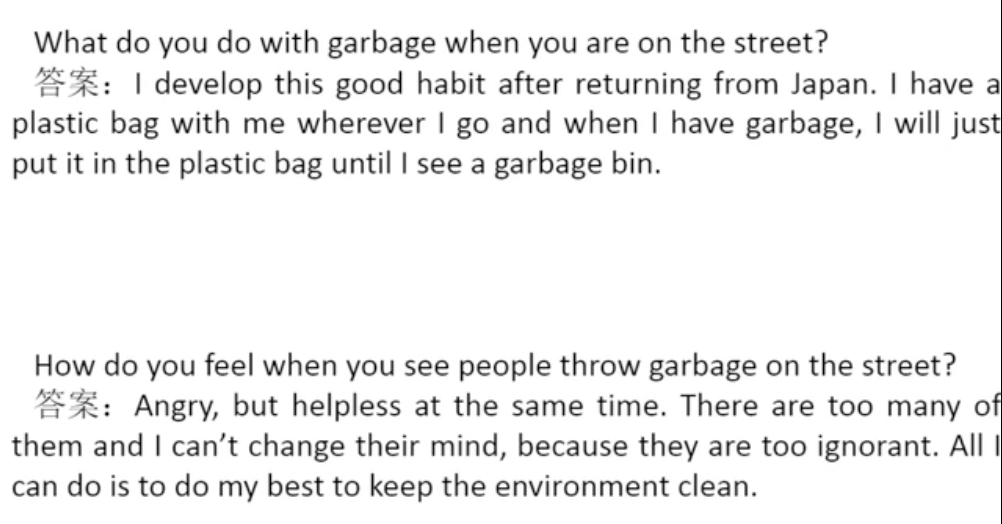 What do you do with garbage when you are on the street?
答案：I develop this good habit after returning from Japan. I have a
plastic bag with me wherever I go and when I have garbage, I will just
put it in the plastic bag until I see a garbage bin.
How do you feel when you see people throw garbage on the street?
答案：Angry, but helpless at the same time. There are too many of
them and I can’t change their mind, because they are too ignorant. All I
can do is to do my best to keep the environment clean.